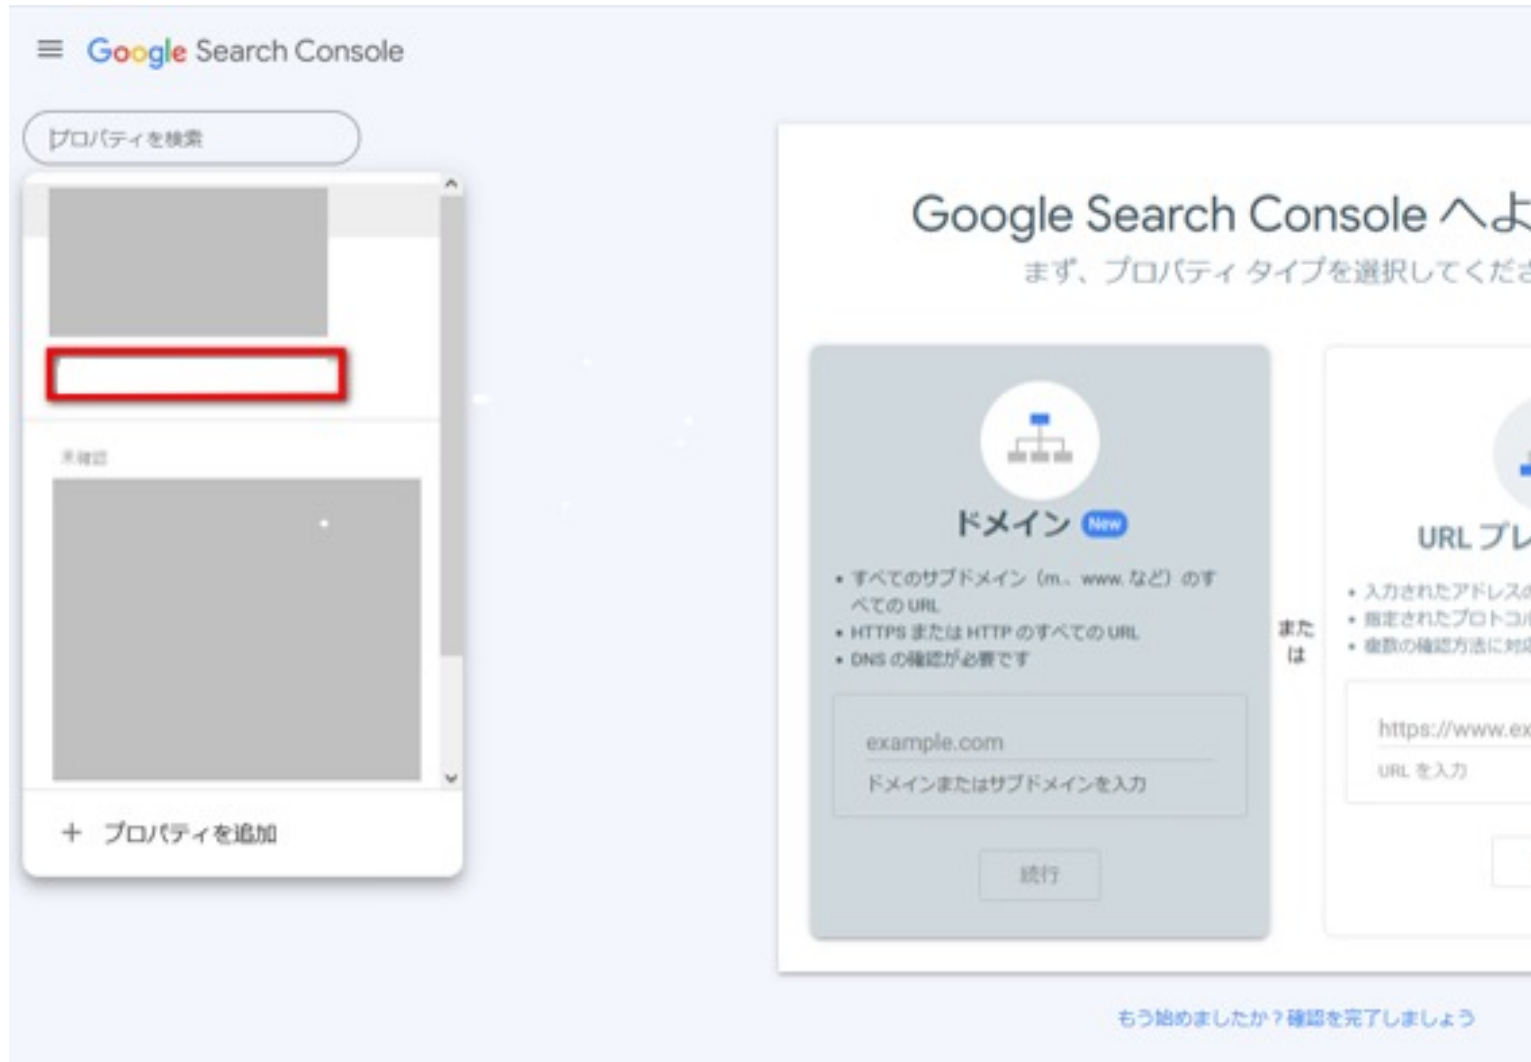 Google Search Console
プロパティを検索
未確認
+ プロパティを追加
Google Search Console へよ
まず、プロパティ タイプを選択してくださ
ドメイン New
• すべてのサブドメイン（m.、www. など）のす
べての URL
• HTTPS または HTTP のすべての URL
• DNS の確認が必要です
example.com
ドメインまたはサブドメインを入力
続行
また
は
URL プレ
• 入力されたアドレスの
• 指定されたプロトコル
• 複数の確認方法に対応
https://www.ex
URL を入力
もう始めましたか？確認を完了しましょう